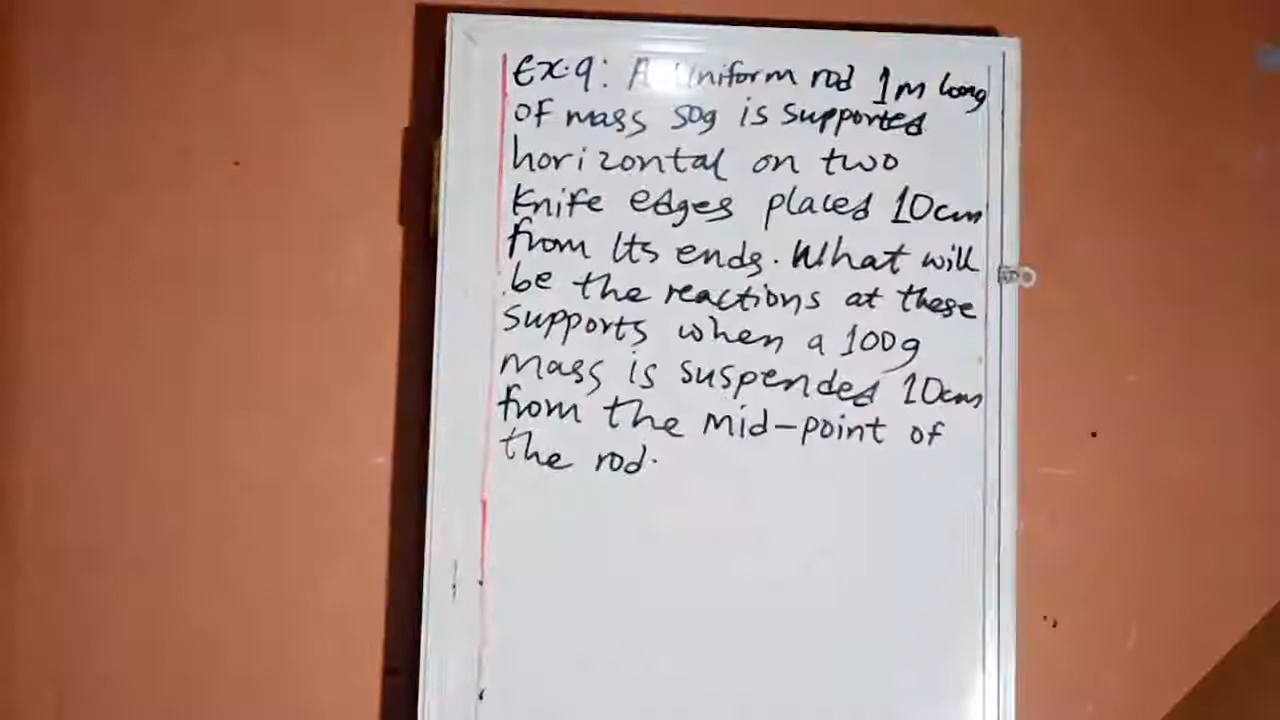 Ex.9: A Uniform rod 1m long
OF mass 50g is supported
horizontal on two
Knife edges placed 10cm
from Its ends. What will
be the reactions at these
supports when a 100g
mass is suspended 10cm
from the mid-point of
the rod.